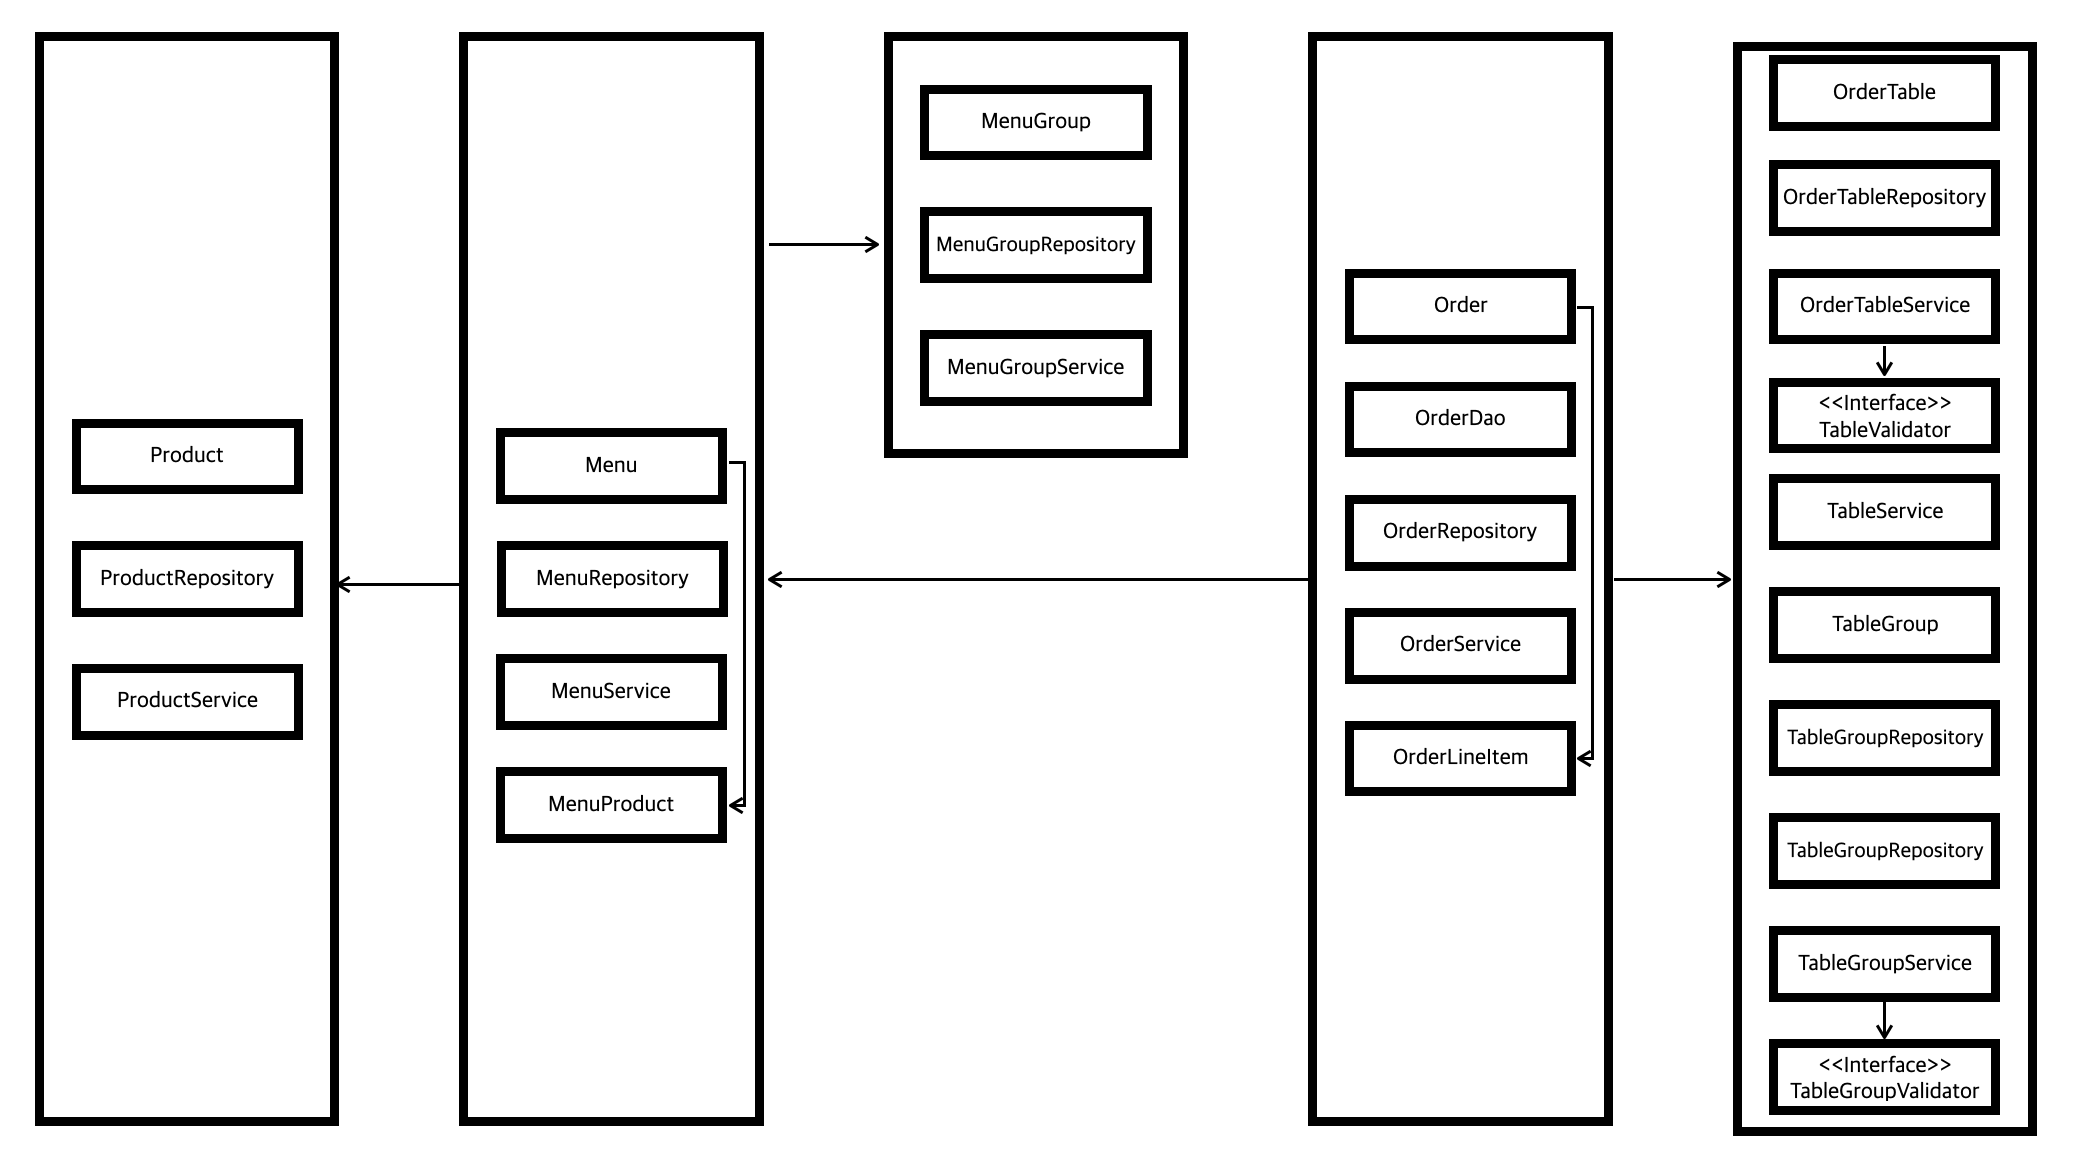 Product
ProductRepository
ProductService
Menu
MenuRepository
MenuService
MenuProduct
MenuGroup
MenuGroupRepository
MenuGroupService
Order
OrderDao
OrderRepository
OrderService
OrderLineItem
OrderTable
OrderTableRepository
OrderTableService
<<Interface>>
TableValidator
TableService
TableGroup
TableGroupRepository
TableGroupRepository
TableGroupService
<<Interface>>
TableGroupValidator